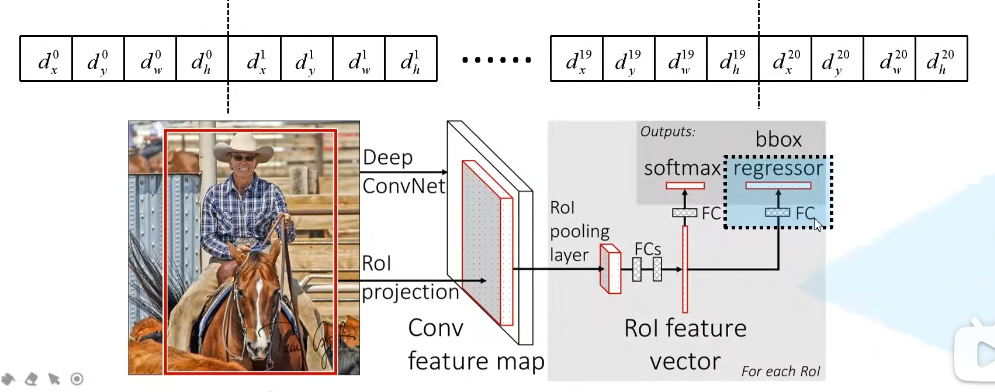 d_x^0 d_y^0 d_w^0 d_h^0 d_x^1 d_y^1 d_w^1 d_h^1 ...... d_x^19 d_y^19 d_w^19 d_h^19 d_x^20 d_y^20 d_w^20 d_h^20
Outputs:
bbox
softmax regressor
Deep
ConvNet
FC
FC
RoI
pooling
layer
FCs
RoI
projection
Conv
feature map
RoI feature
vector
For each RoI